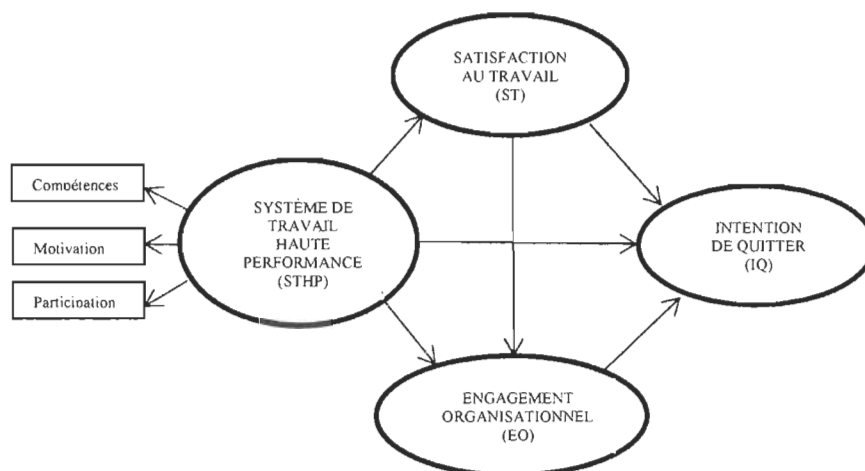 SATISFACTION
AU TRAVAIL
(ST)
Compétences
Motivation
Participation
SYSTÈME DE
TRAVAIL
HAUTE
PERFORMANCE
(STHP)
INTENTION
DE QUITTER
(IQ)
ENGAGEMENT
ORGANISATIONNEL
(EO)